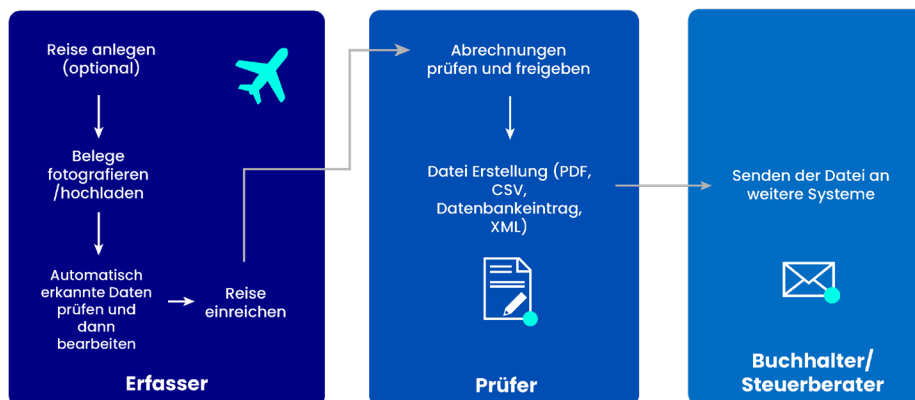 Reise anlegen
(optional)
Belege
fotografieren
/hochladen
Automatisch
erkannte Daten
prüfen und
dann
bearbeiten
Reise
einreichen
Erfasser
Abrechnungen
prüfen und freigeben
Datei Erstellung (PDF,
CSV,
Datenbankeintrag,
XML)
Prüfer
Senden der Datei an
weitere Systeme
Buchhalter/
Steuerberater